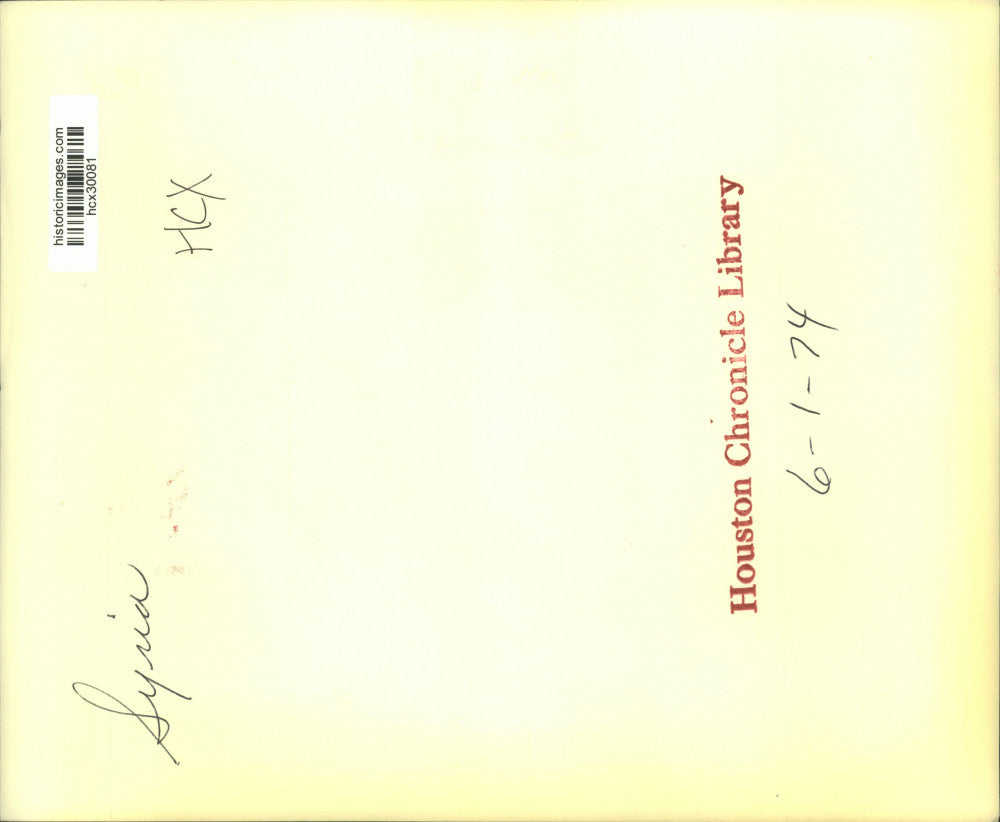 historicimages.com
hcx30081
HCX
Syria
Houston Chronicle Library
6-1-74